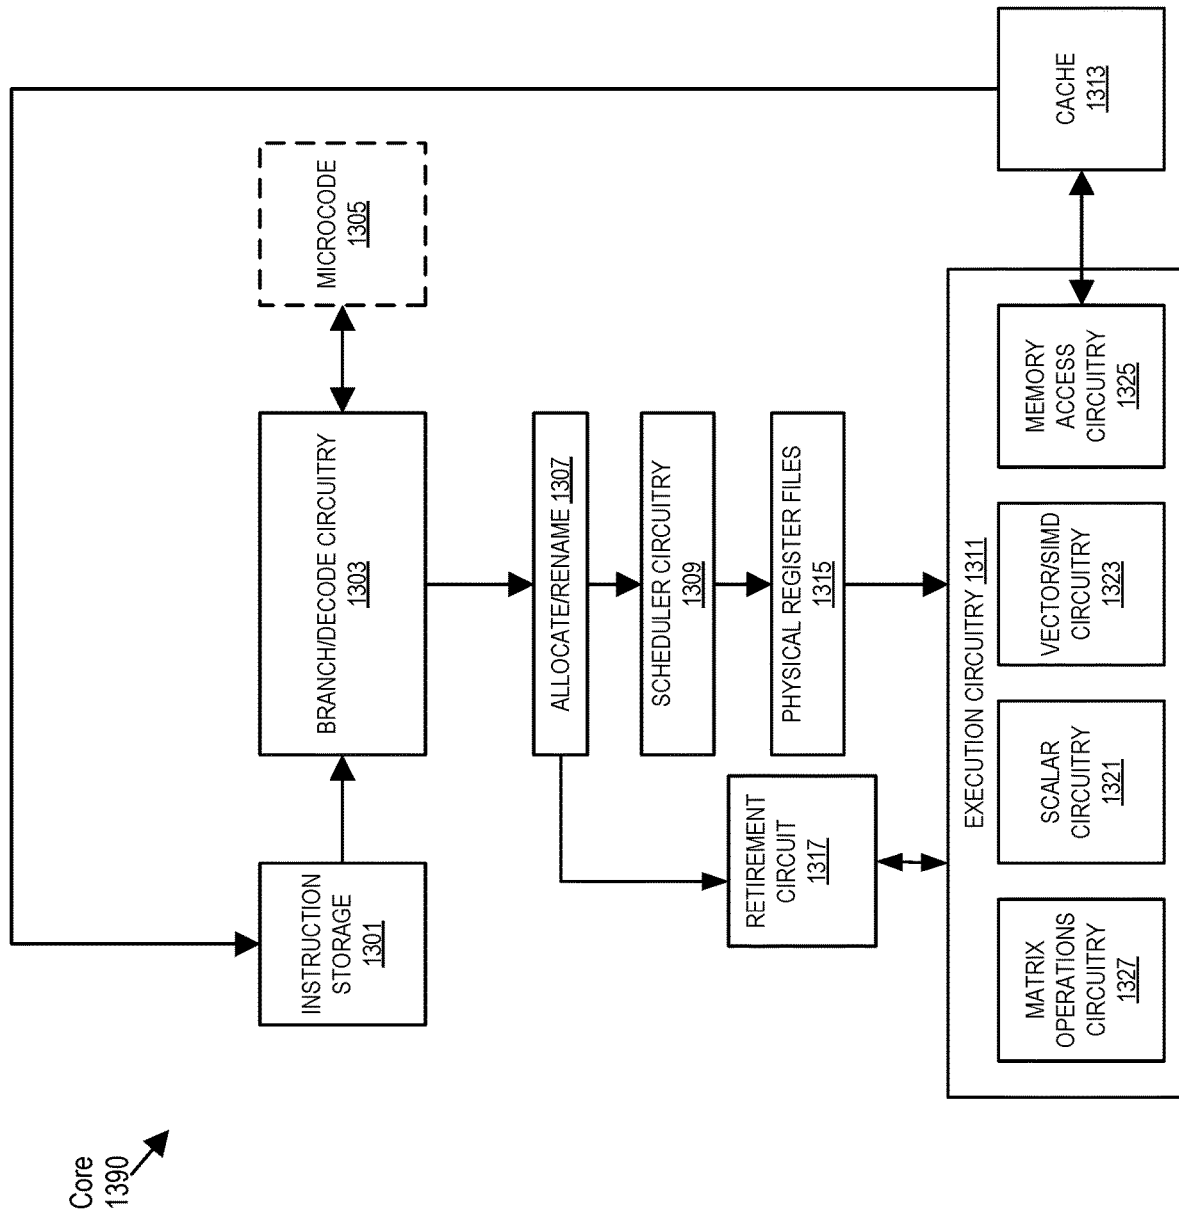 Core
1390
INSTRUCTION
STORAGE
1301
BRANCH/DECODE CIRCUITRY
1303
MICROCODE
1305
ALLOCATE/RENAME 1307
SCHEDULER CIRCUITRY
1309
PHYSICAL REGISTER FILES
1315
RETIREMENT
CIRCUIT
1317
EXECUTION CIRCUITRY 1311
MATRIX
OPERATIONS
CIRCUITRY
1327
SCALAR
CIRCUITRY
1321
VECTOR/SIMD
CIRCUITRY
1323
MEMORY
ACCESS
CIRCUITRY
1325
CACHE
1313